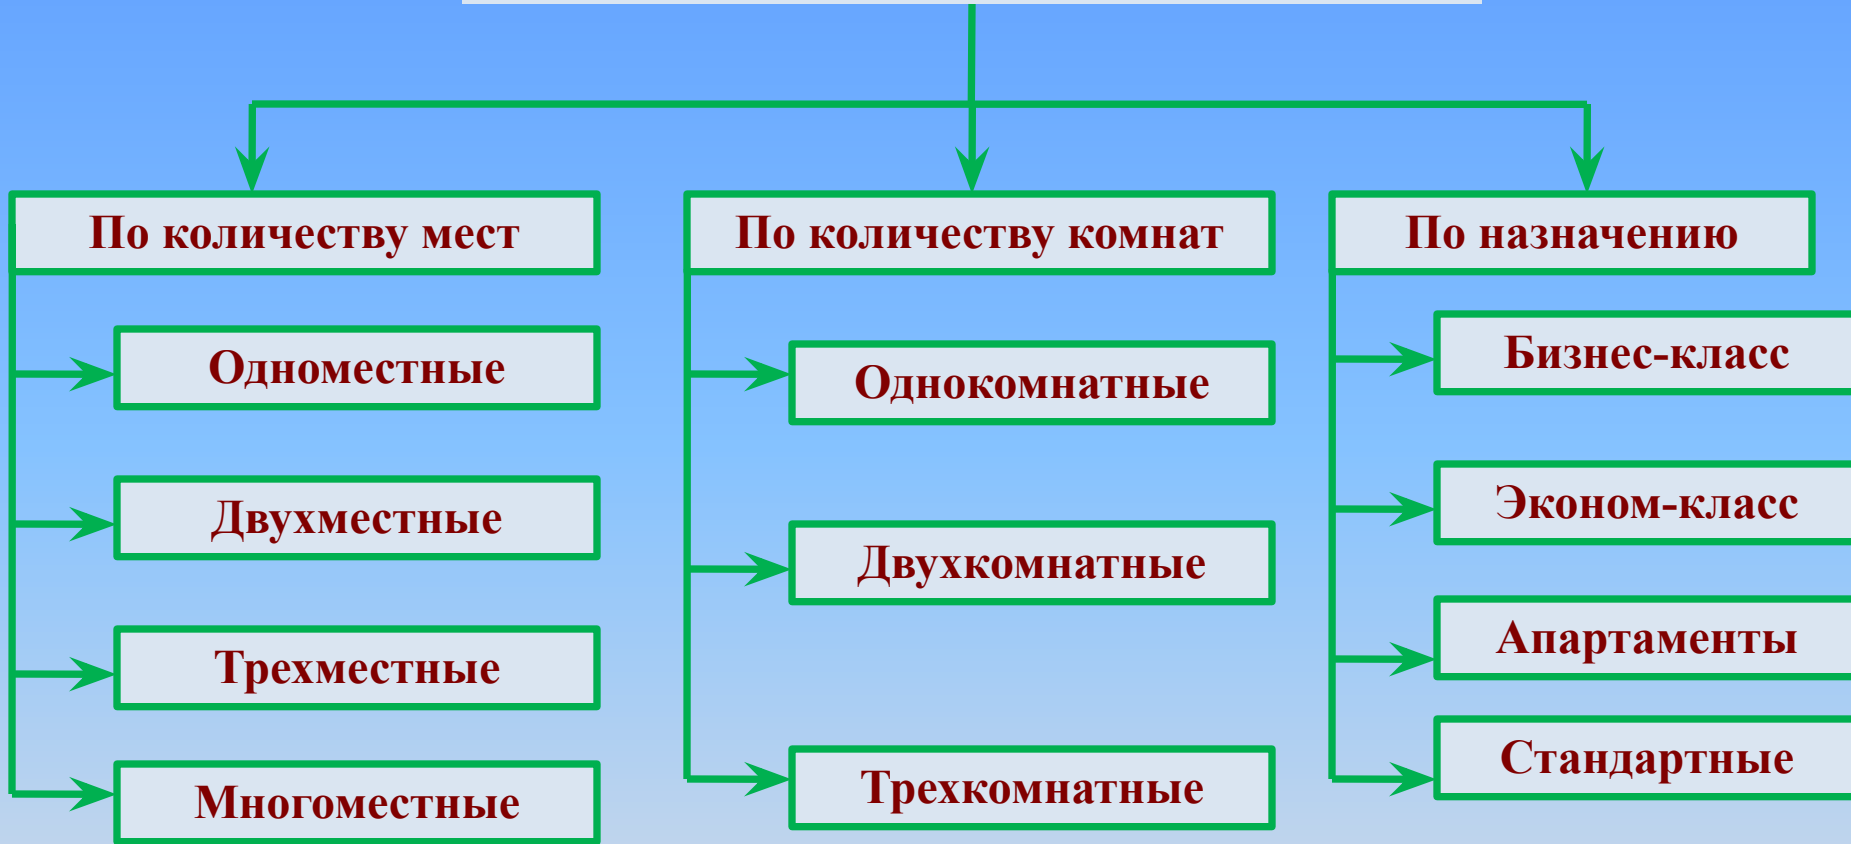 По количеству мест
Одноместные
Двухместные
Трехместные
Многоместные
По количеству комнат
Однокомнатные
Двухкомнатные
Трехкомнатные
По назначению
Бизнес-класс
Эконом-класс
Апартаменты
Стандартные